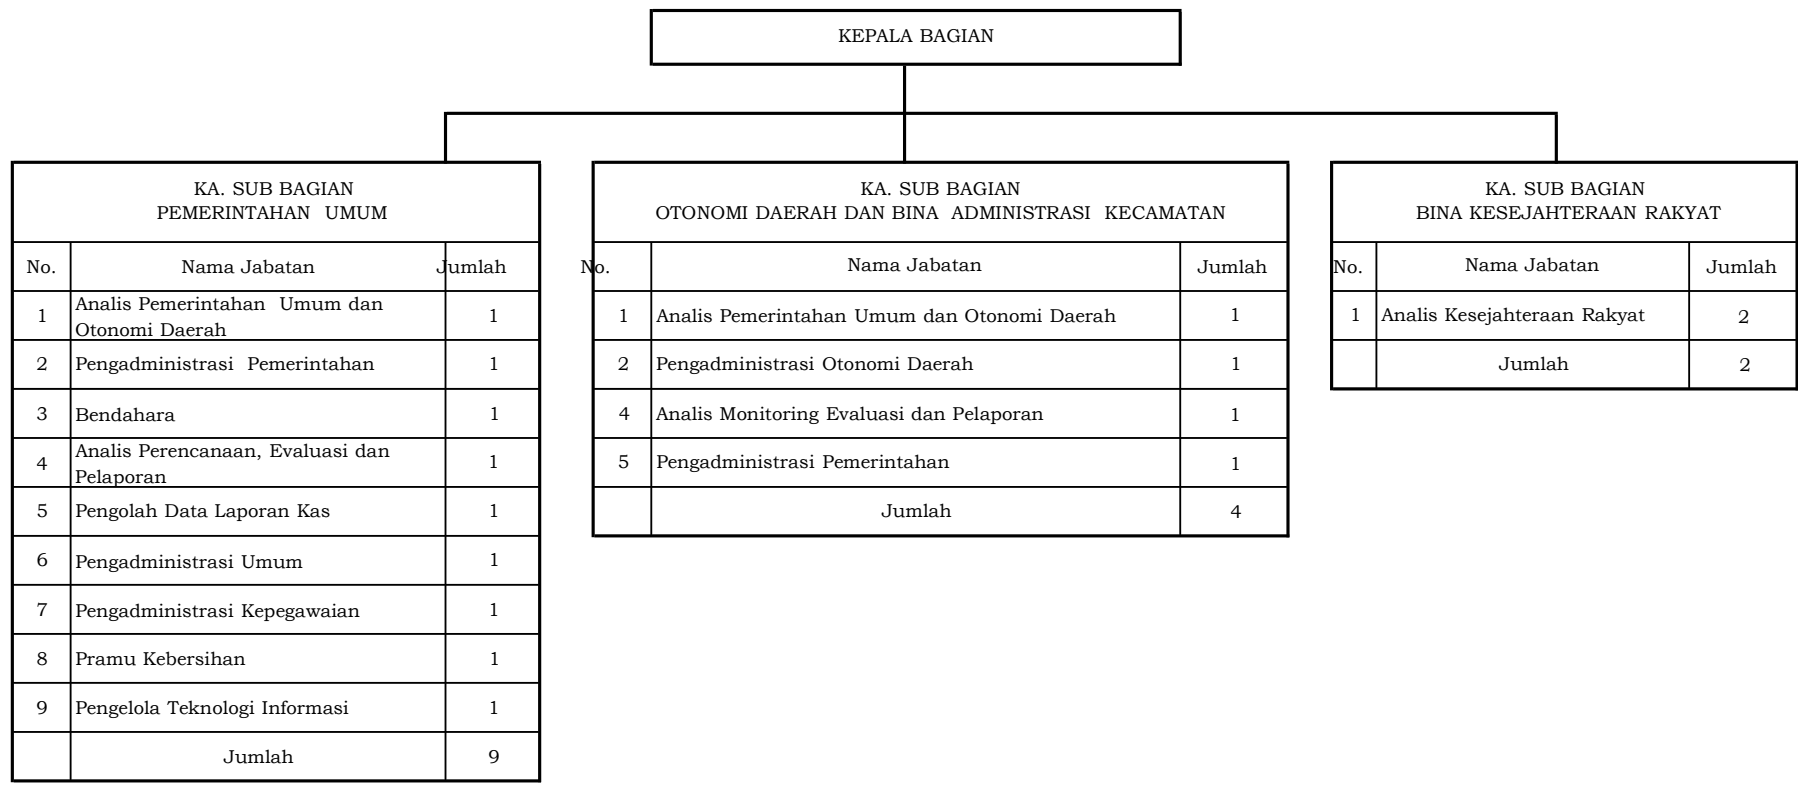 KEPALA BAGIAN
KA. SUB BAGIAN
PEMERINTAHAN UMUM
No. Nama Jabatan Jumlah
1 Analis Pemerintahan Umum dan
Otonomi Daerah 1
2 Pengadministrasi Pemerintahan 1
3 Bendahara 1
4 Analis Perencanaan, Evaluasi dan
Pelaporan 1
5 Pengolah Data Laporan Kas 1
6 Pengadministrasi Umum 1
7 Pengadministrasi Kepegawaian 1
8 Pramu Kebersihan 1
9 Pengelola Teknologi Informasi 1
Jumlah 9
KA. SUB BAGIAN
OTONOMI DAERAH DAN BINA ADMINISTRASI KECAMATAN
No. Nama Jabatan Jumlah
1 Analis Pemerintahan Umum dan Otonomi Daerah 1
2 Pengadministrasi Otonomi Daerah 1
4 Analis Monitoring Evaluasi dan Pelaporan 1
5 Pengadministrasi Pemerintahan 1
Jumlah 4
KA. SUB BAGIAN
BINA KESEJAHTERAAN RAKYAT
No. Nama Jabatan Jumlah
1 Analis Kesejahteraan Rakyat 2
Jumlah 2